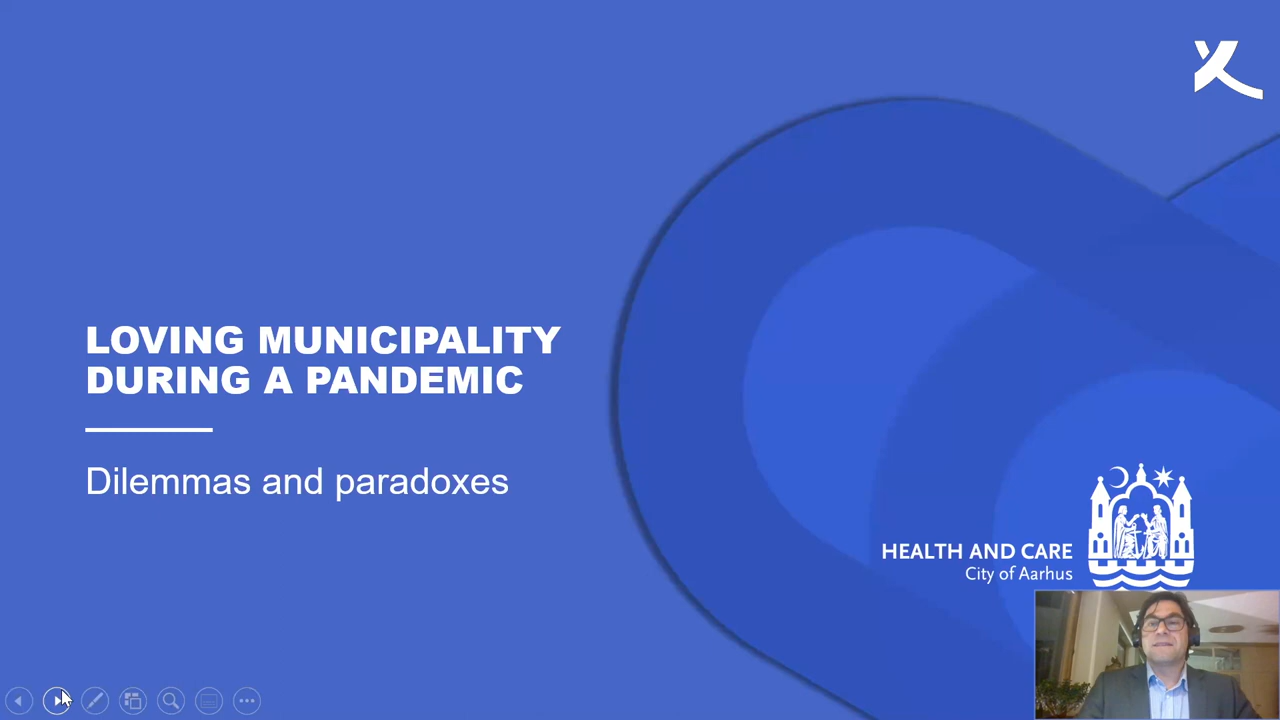 LOVING MUNICIPALITY
DURING A PANDEMIC
Dilemmas and paradoxes
HEALTH AND CARE
City of Aarhus